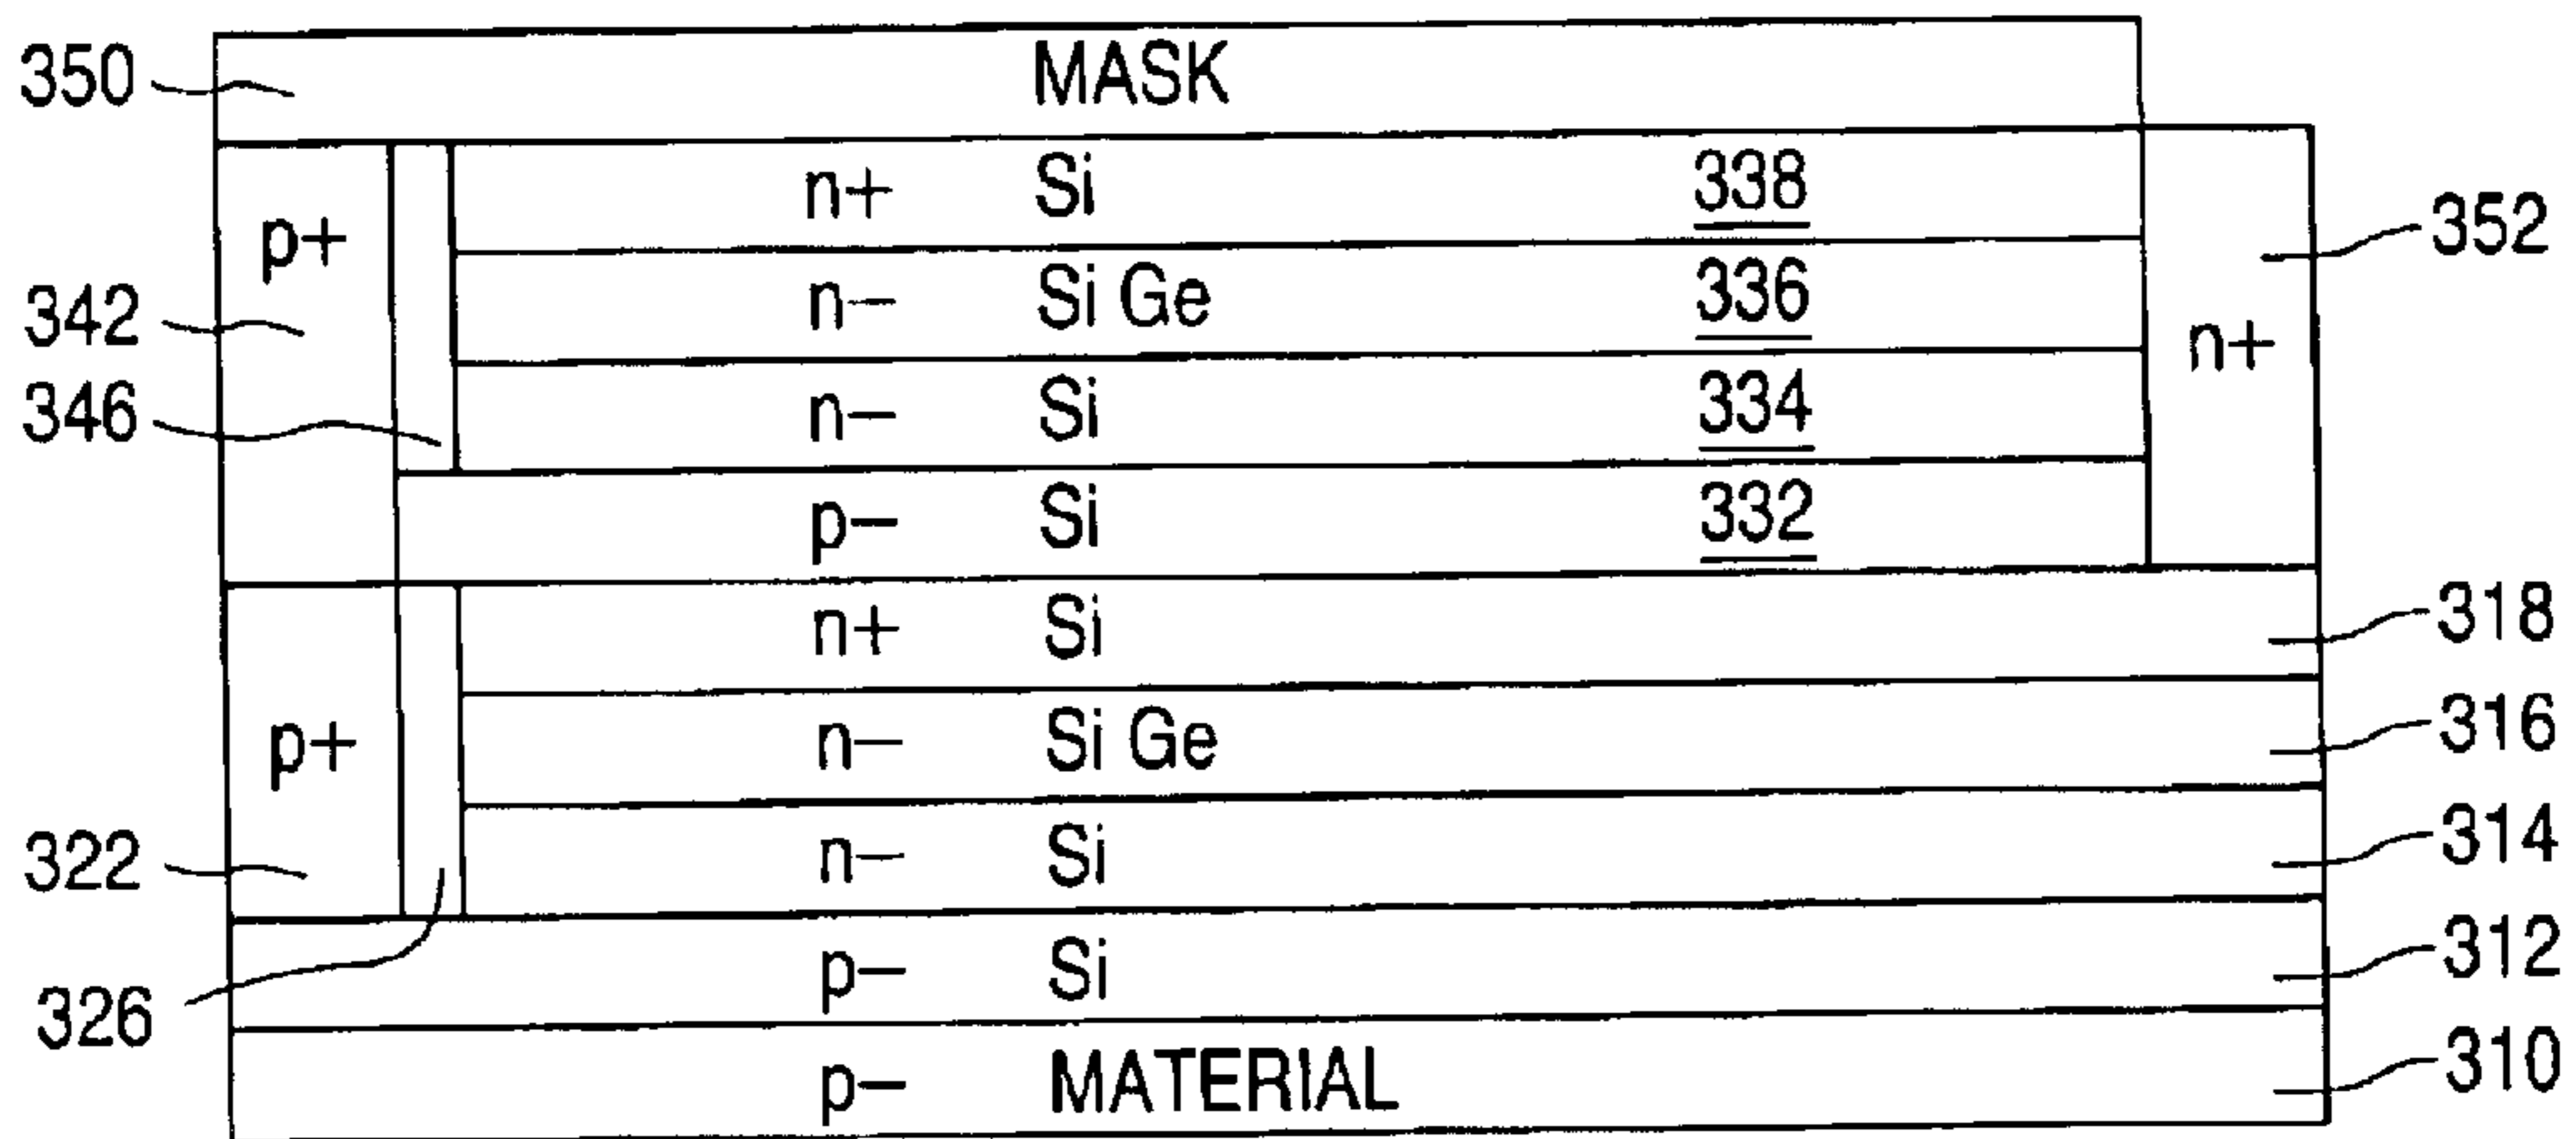 350 MASK
n+ Si 338
p+
352
342 n− Si Ge 336
n+
346 n− Si 334
p− Si 332
n+ Si 318
p+ n− Si Ge 316
322 n− Si 314
326 p− Si 312
p− MATERIAL 310